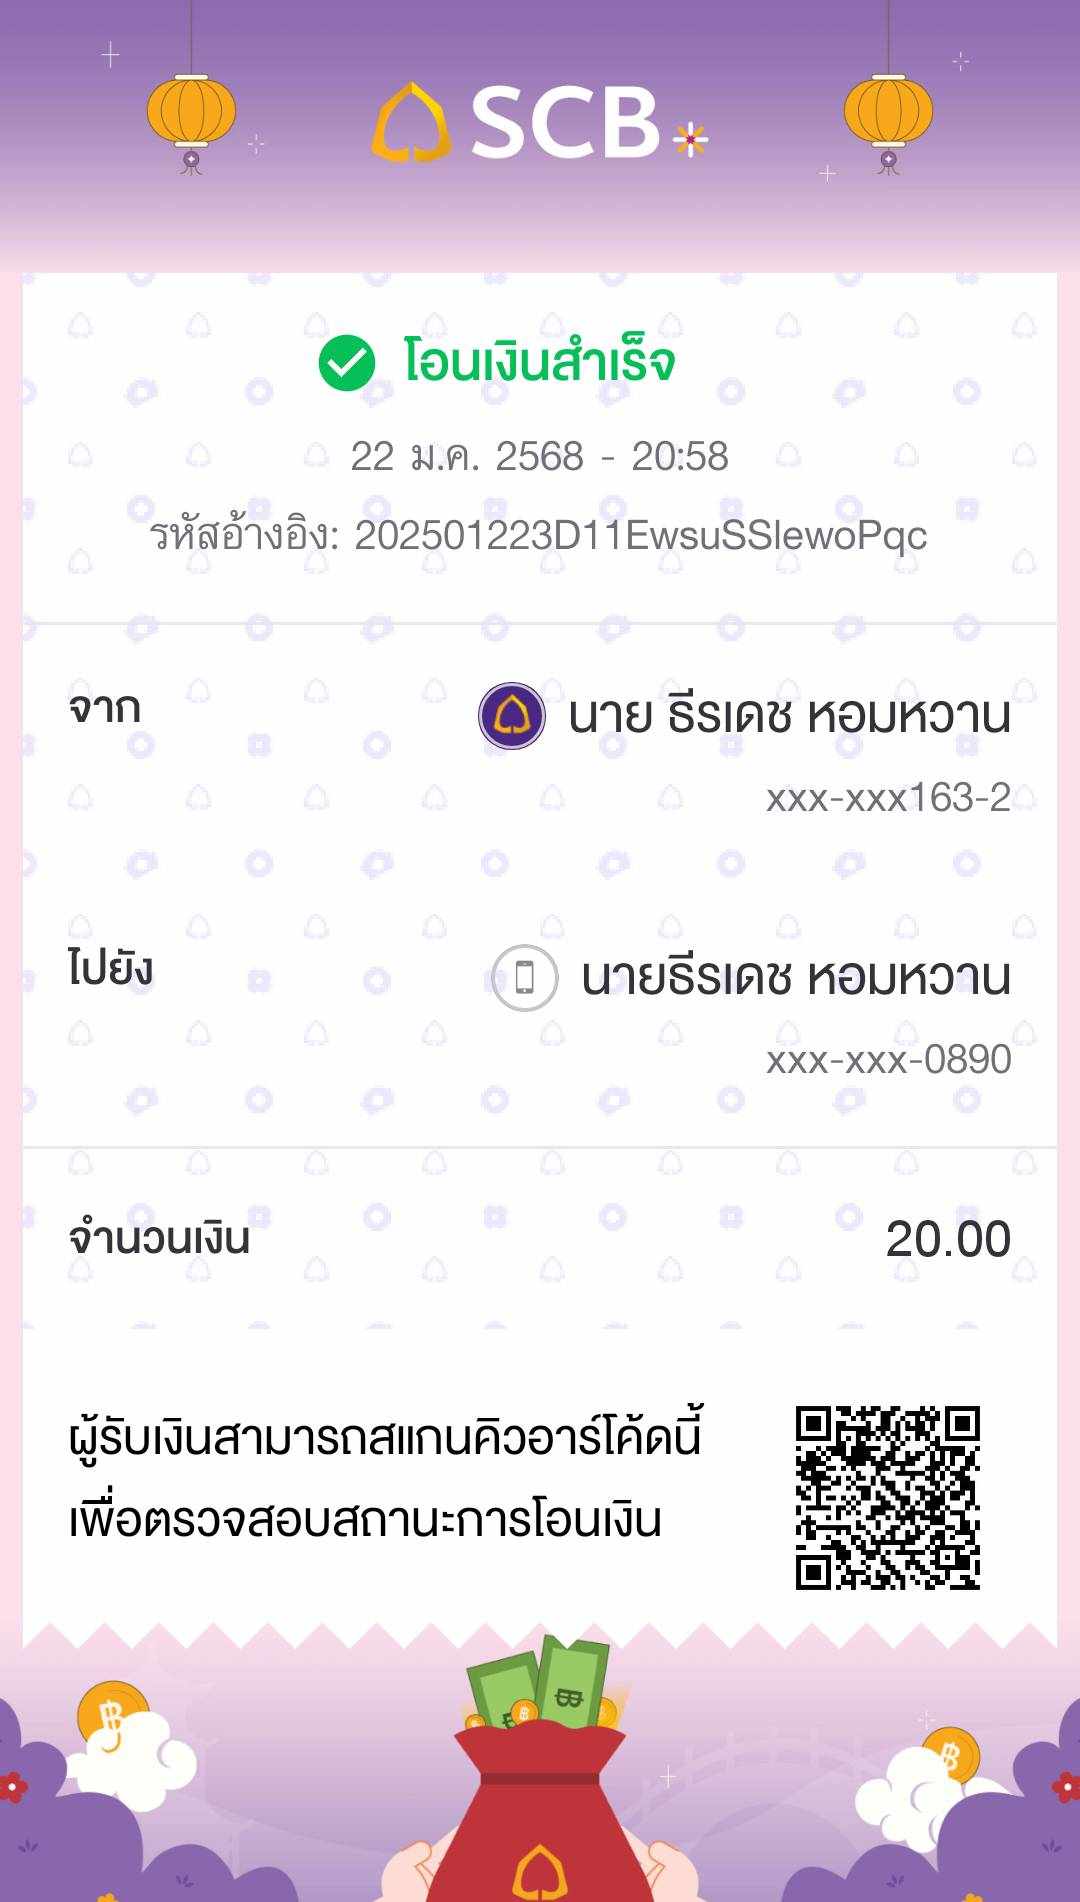 SCB
โอนเงินสำเร็จ
22 ม.ค. 2568 - 20:58
รหัสอ้างอิง: 202501223D11EwsuSSlewoPqc
จาก
นาย ธีรเดช หอมหวาน
xxx-xxx163-2
ไปยัง
นายธีรเดช หอมหวาน
xxx-xxx-0890
จำนวนเงิน 20.00
ผู้รับเงินสามารถสแกนคิวอาร์โค้ดนี้
เพื่อตรวจสอบสถานะการโอนเงิน